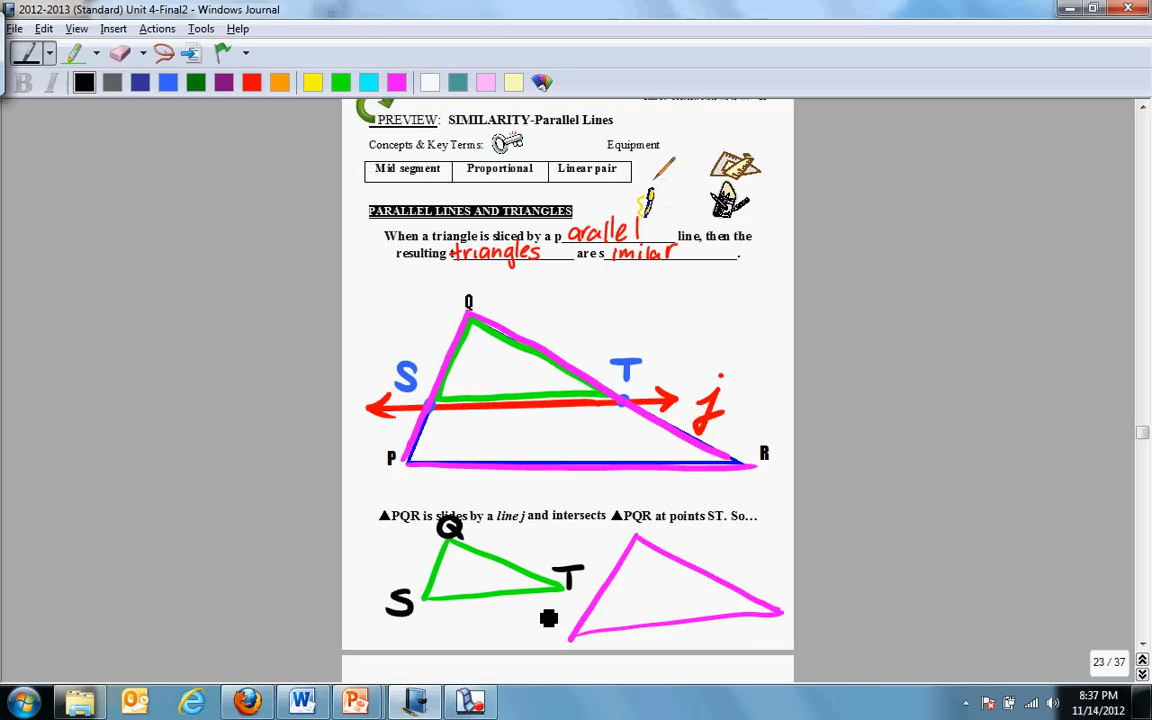 2012-2013 (Standard) Unit 4-Final2 - Windows Journal
File Edit View Insert Actions Tools Help
B I
PREVIEW: SIMILARITY-Parallel Lines
Concepts & Key Terms: Equipment
Mid segment Proportional Linear pair
PARALLEL LINES AND TRIANGLES
When a triangle is sliced by a p arallel line, then the
resulting triangles are s imilar .
Q
S T
j
P R
▲PQR is slides by a line j and intersects ▲PQR at points ST. So…
Q
S T
23 / 37
8:37 PM
11/14/2012